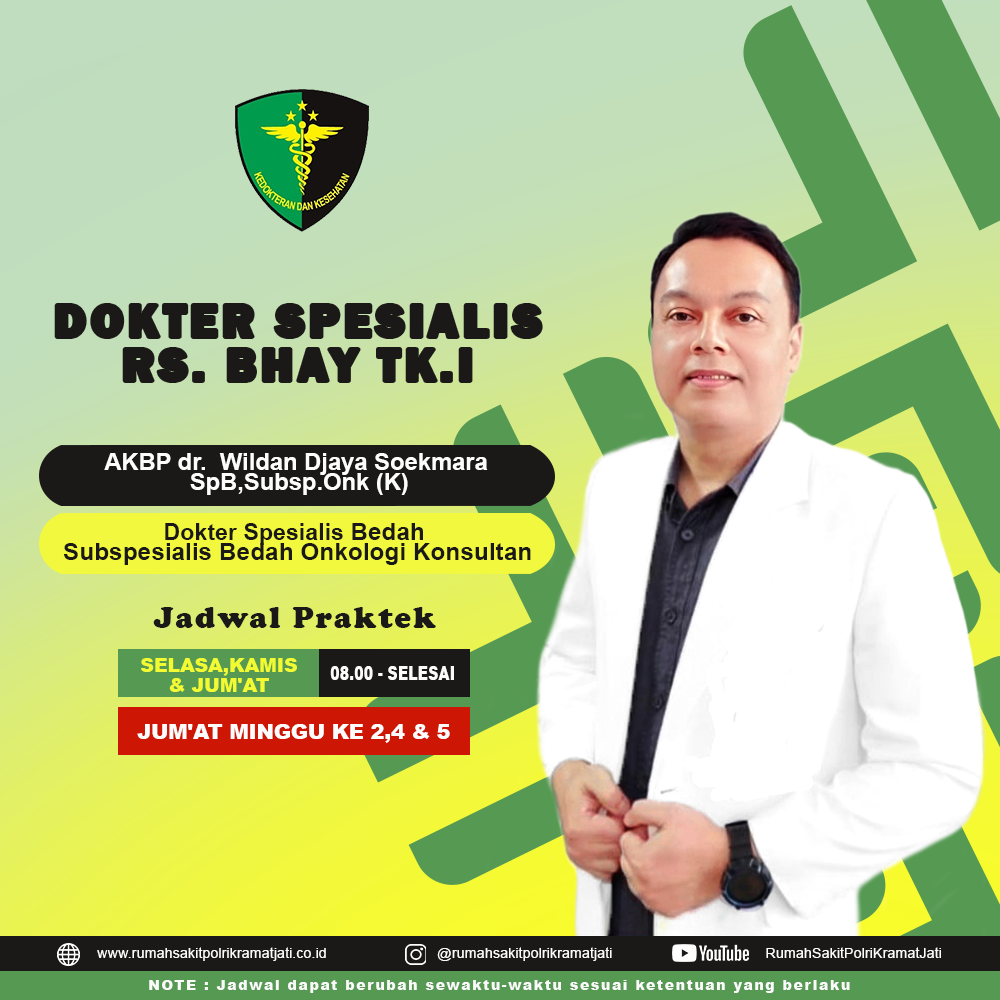 KEDOKTERAN DAN KESEHATAN
DOKTER SPESIALIS
RS. BHAY TK.I
AKBP dr. Wildan Djaya Soekmara
SpB,Subsp.Onk (K)
Dokter Spesialis Bedah
Subspesialis Bedah Onkologi Konsultan
Jadwal Praktek
SELASA,KAMIS
& JUM'AT
08.00 - SELESAI
JUM'AT MINGGU KE 2,4 & 5
www.rumahsakitpolrikramatjati.co.id
@rumahsakitpolrikramatjati
YouTube
RumahSakitPolriKramatJati
NOTE : Jadwal dapat berubah sewaktu-waktu sesuai ketentuan yang berlaku